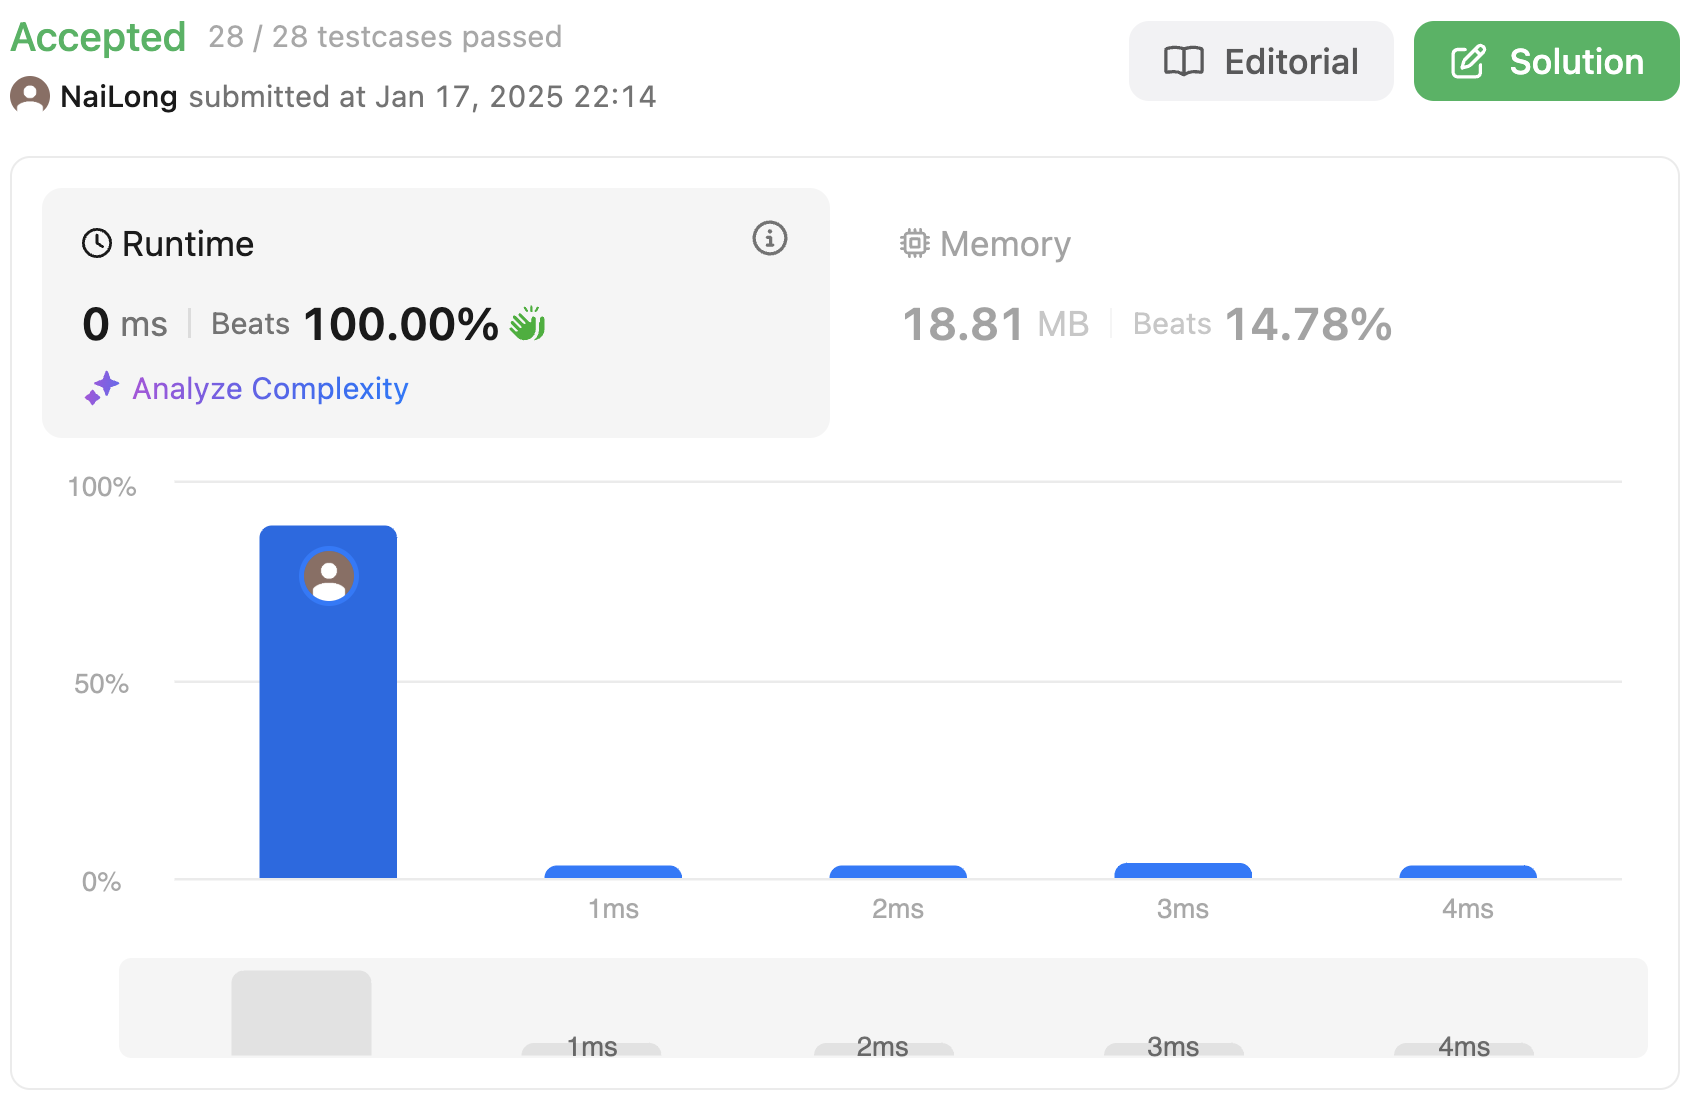 Accepted 28 / 28 testcases passed
NaiLong submitted at Jan 17, 2025 22:14
Editorial
Solution
Runtime
0 ms Beats 100.00%
Analyze Complexity
Memory
18.81 MB Beats 14.78%
100%
50%
0%
1ms 2ms 3ms 4ms
1ms 2ms 3ms 4ms